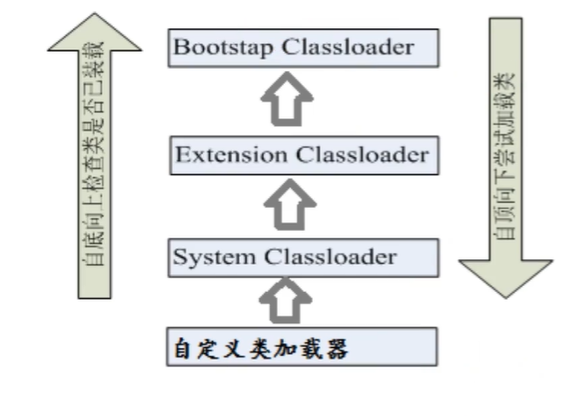 Bootstap Classloader
Extension Classloader
System Classloader
自定义类加载器
自底向上检查类是否已装载
自顶向下尝试加载类